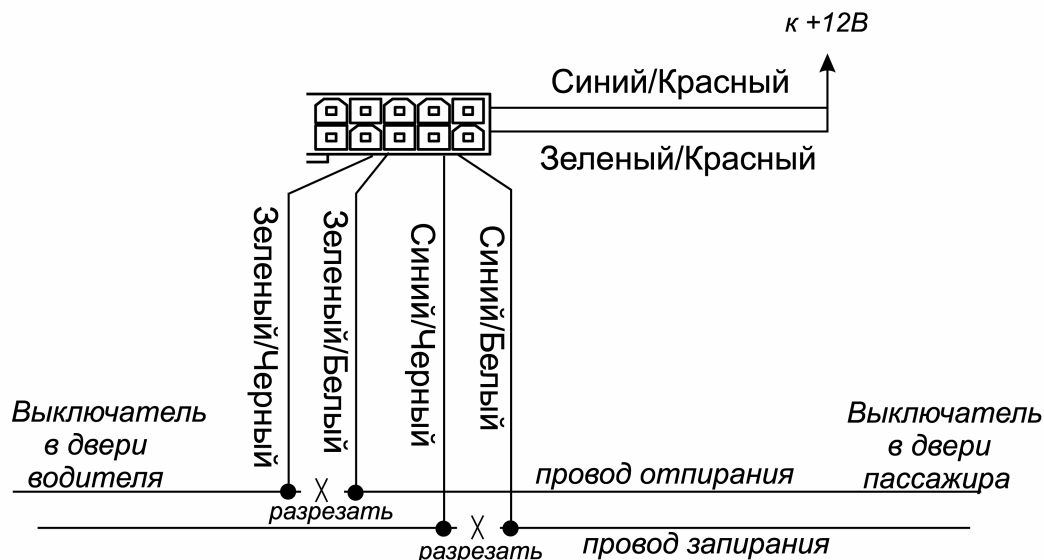 к +12В
Синий/Красный
Зеленый/Красный
Зеленый/Черный
Зеленый/Белый
Синий/Черный
Синий/Белый
Выключатель
в двери
водителя
Выключатель
в двери
пассажира
провод отпирания
разрезать
разрезать
провод запирания